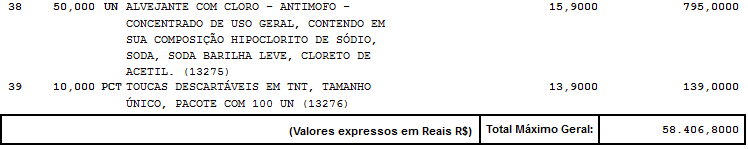 38 50,000 UN ALVEJANTE COM CLORO - ANTIMOFO - 15,9000 795,0000
CONCENTRADO DE USO GERAL, CONTENDO EM
SUA COMPOSIÇÃO HIPOCLORITO DE SÓDIO,
SODA, SODA BARILHA LEVE, CLORETO DE
ACETIL. (13275)
39 10,000 PCT TOUCAS DESCARTÁVEIS EM TNT, TAMANHO 13,9000 139,0000
ÚNICO, PACOTE COM 100 UN (13276)
(Valores expressos em Reais R$) Total Máximo Geral: 58.406,8000